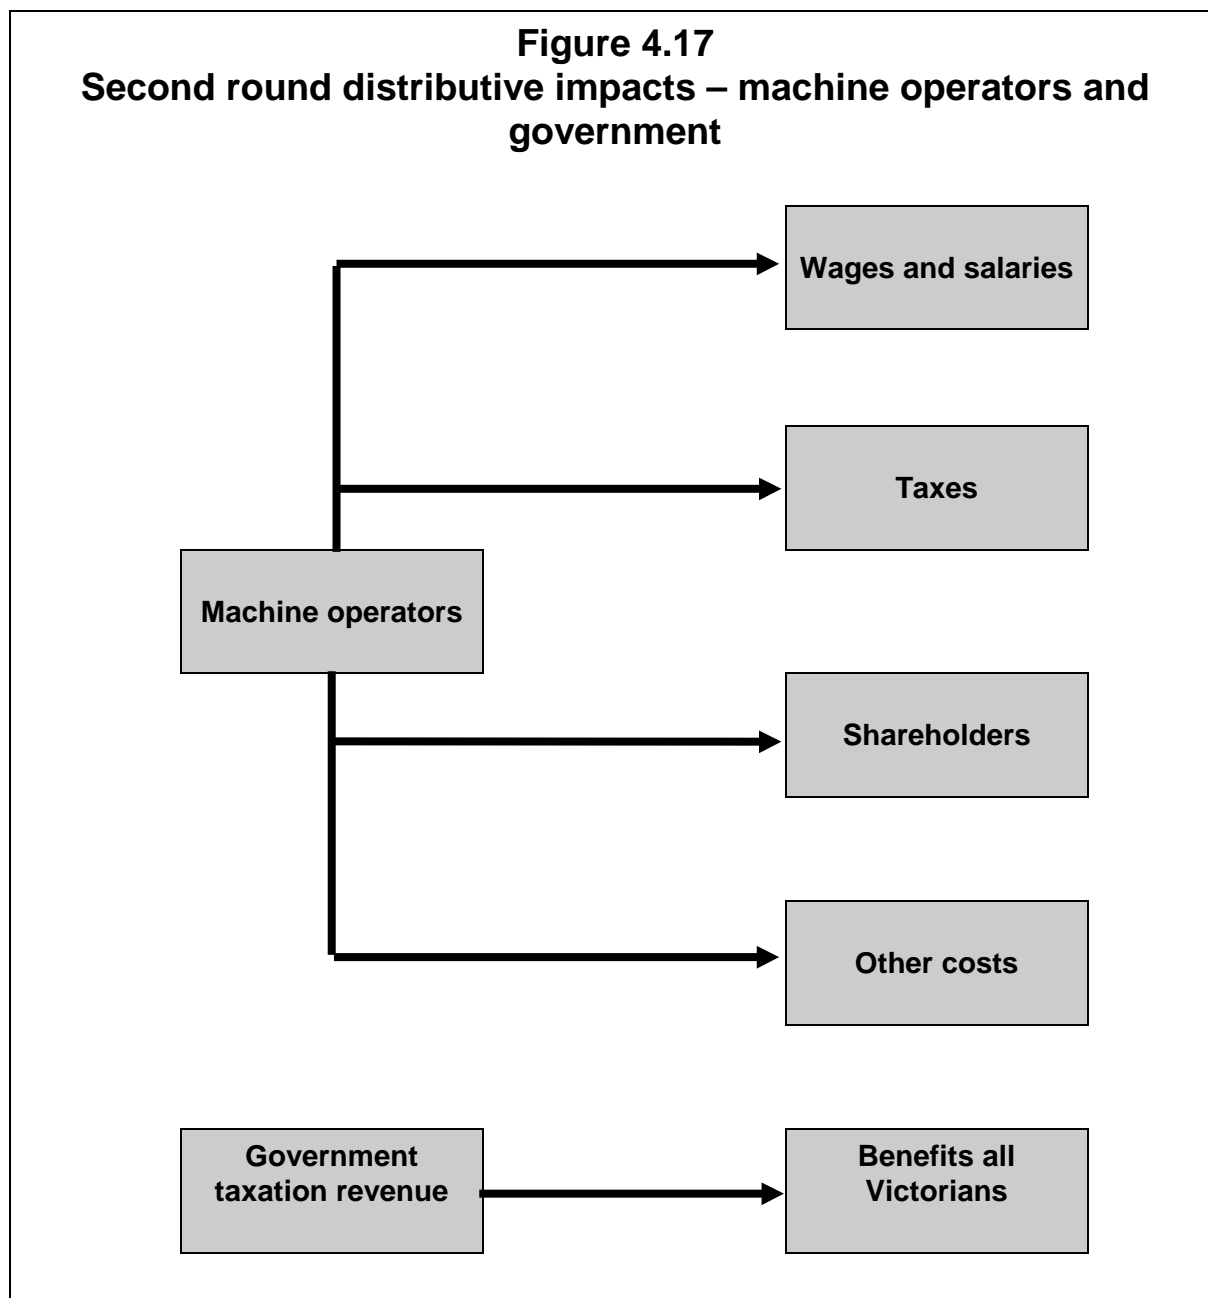 Figure 4.17
Second round distributive impacts – machine operators and
government
Wages and salaries
Taxes
Machine operators
Shareholders
Other costs
Government
taxation revenue
Benefits all
Victorians